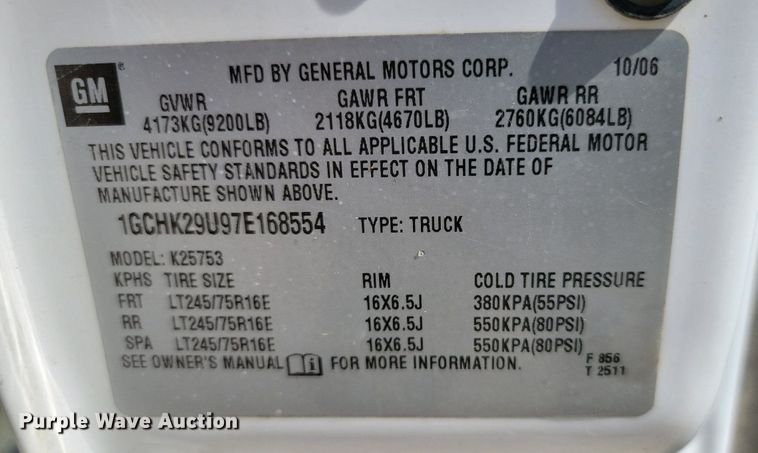 GM ® MFD BY GENERAL MOTORS CORP. 10/06
GVWR GAWR FRT GAWR RR
4173KG(9200LB) 2118KG(4670LB) 2760KG(6084LB)
THIS VEHICLE CONFORMS TO ALL APPLICABLE U.S. FEDERAL MOTOR
VEHICLE SAFETY STANDARDS IN EFFECT ON THE DATE OF
MANUFACTURE SHOWN ABOVE.
1GCHK29U97E168554 TYPE: TRUCK
MODEL: K25753
KPHS TIRE SIZE RIM COLD TIRE PRESSURE
FRT LT245/75R16E 16X6.5J 380KPA(55PSI)
RR LT245/75R16E 16X6.5J 550KPA(80PSI)
SPA LT245/75R16E 16X6.5J 550KPA(80PSI)
SEE OWNER'S MANUAL i FOR MORE INFORMATION.
F 856
T 2511
Purple Wave Auction